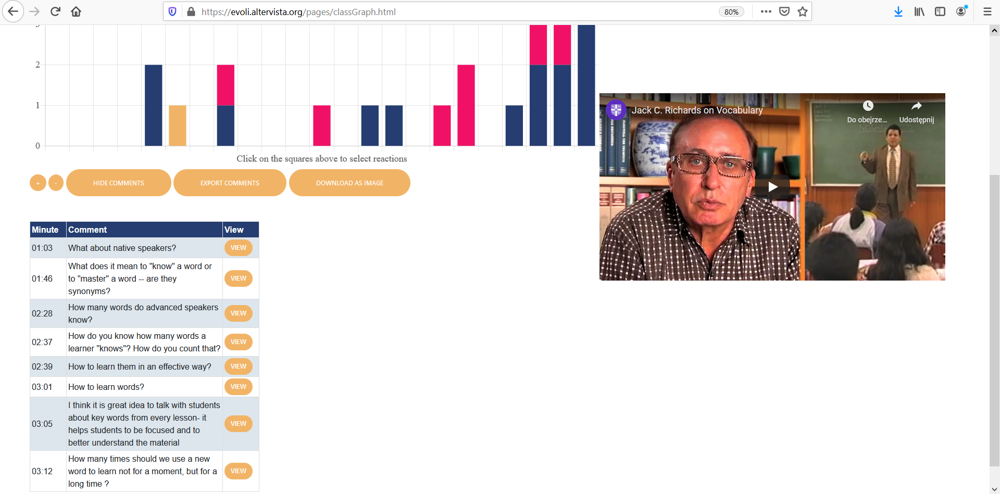 https://evoli.altervista.org/pages/classGraph.html
80%
2
1
0
Click on the squares above to select reactions
+ - HIDE COMMENTS EXPORT COMMENTS DOWNLOAD AS IMAGE
Jack C. Richards on Vocabulary
Do obejrze... Udostępnij
Minute Comment View
01:03 What about native speakers? VIEW
What does it mean to "know" a word or
01:46 to "master" a word -- are they VIEW
synonyms?
How many words do advanced speakers
02:28 know? VIEW
How do you know how many words a
02:37 learner "knows"? How do you count that? VIEW
02:39 How to learn them in an effective way? VIEW
03:01 How to learn words? VIEW
I think it is great idea to talk with students
about key words from every lesson- it
03:05 helps students to be focused and to VIEW
better understand the material
How many times should we use a new
03:12 word to learn not for a moment, but for a VIEW
long time ?